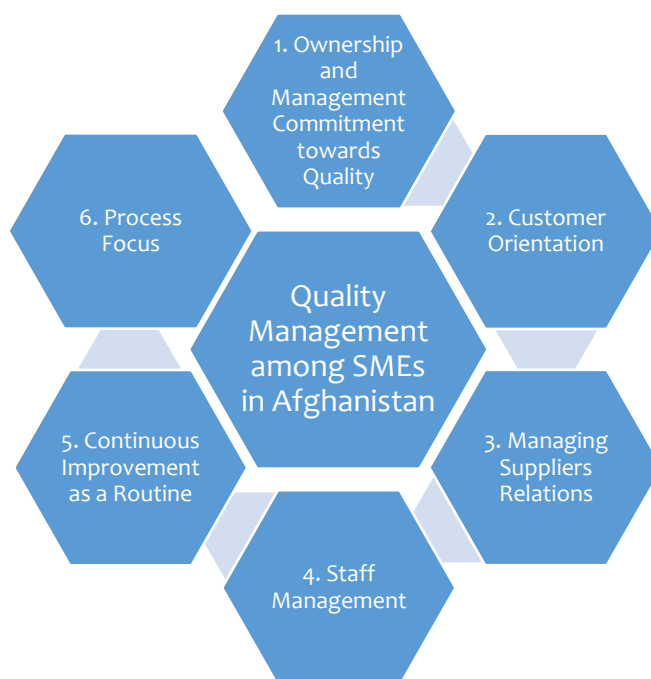 1. Ownership
and
Management
Commitment
towards
Quality
2. Customer
Orientation
3. Managing
Suppliers
Relations
4. Staff
Management
5. Continuous
Improvement
as a Routine
6. Process
Focus
Quality
Management
among SMEs
in Afghanistan